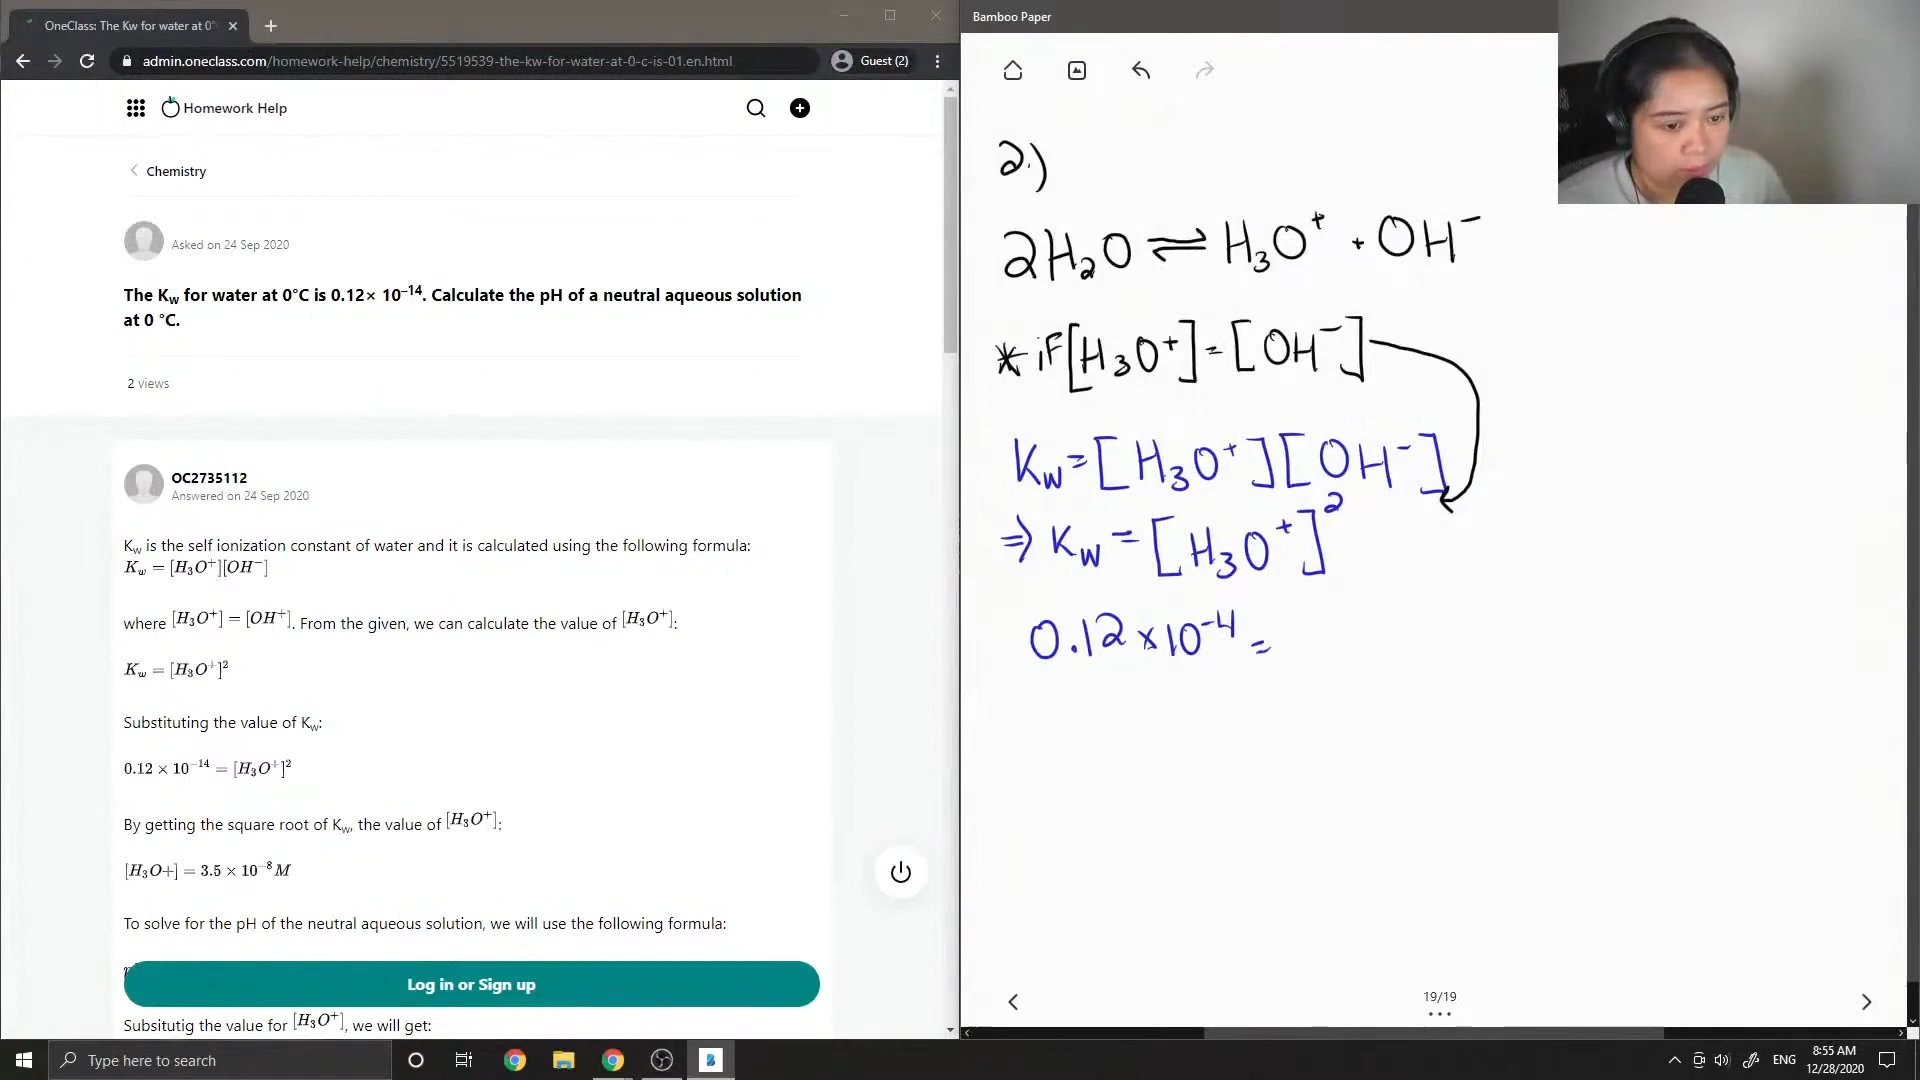 OneClass: The Kw for water at 0°
admin.oneclass.com/homework-help/chemistry/5519539-the-kw-for-water-at-0-c-is-01.en.html
Guest (2)
Homework Help
Chemistry
Asked on 24 Sep 2020
The Kw for water at 0°C is 0.12× 10⁻¹⁴. Calculate the pH of a neutral aqueous solution
at 0 °C.
2 views
OC2735112
Answered on 24 Sep 2020
Kw is the self ionization constant of water and it is calculated using the following formula:
Kw = [H₃O⁺][OH⁻]
where [H₃O⁺] = [OH⁺]. From the given, we can calculate the value of [H₃O⁺]:
Kw = [H₃O⁺]²
Substituting the value of Kw:
0.12 × 10⁻¹⁴ = [H₃O⁺]²
By getting the square root of Kw, the value of [H₃O⁺]:
[H₃O+] = 3.5 × 10⁻⁸ M
To solve for the pH of the neutral aqueous solution, we will use the following formula:
Log in or Sign up
Subsitutig the value for [H₃O⁺], we will get:
Bamboo Paper
2.)
2H₂O ⇌ H₃O⁺ + OH⁻
* iF [H₃O⁺] = [OH⁻]
Kw = [H₃O⁺][OH⁻]
⇒ Kw = [H₃O⁺]²
0.12 × 10⁻⁴ =
19/19
Type here to search
ENG
8:55 AM
12/28/2020